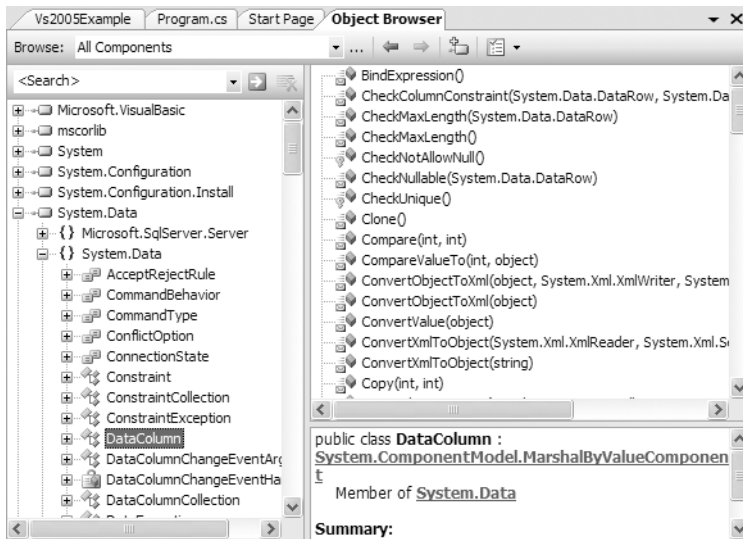 Vs2005Example Program.cs Start Page Object Browser
Browse: All Components ...
<Search>
Microsoft.VisualBasic
mscorlib
System
System.Configuration
System.Configuration.Install
System.Data
{} Microsoft.SqlServer.Server
{} System.Data
AcceptRejectRule
CommandBehavior
CommandType
ConflictOption
ConnectionState
Constraint
ConstraintCollection
ConstraintException
DataColumn
DataColumnChangeEventArg
DataColumnChangeEventHa
DataColumnCollection
BindExpression()
CheckColumnConstraint(System.Data.DataRow, System.Da
CheckMaxLength(System.Data.DataRow)
CheckMaxLength()
CheckNotAllowNull()
CheckNullable(System.Data.DataRow)
CheckUnique()
Clone()
Compare(int, int)
CompareValueTo(int, object)
ConvertObjectToXml(object, System.Xml.XmlWriter, System
ConvertObjectToXml(object)
ConvertValue(object)
ConvertXmlToObject(System.Xml.XmlReader, System.Xml.S
ConvertXmlToObject(string)
Copy(int, int)
public class DataColumn :
System.ComponentModel.MarshalByValueComponen
t
Member of System.Data
Summary: